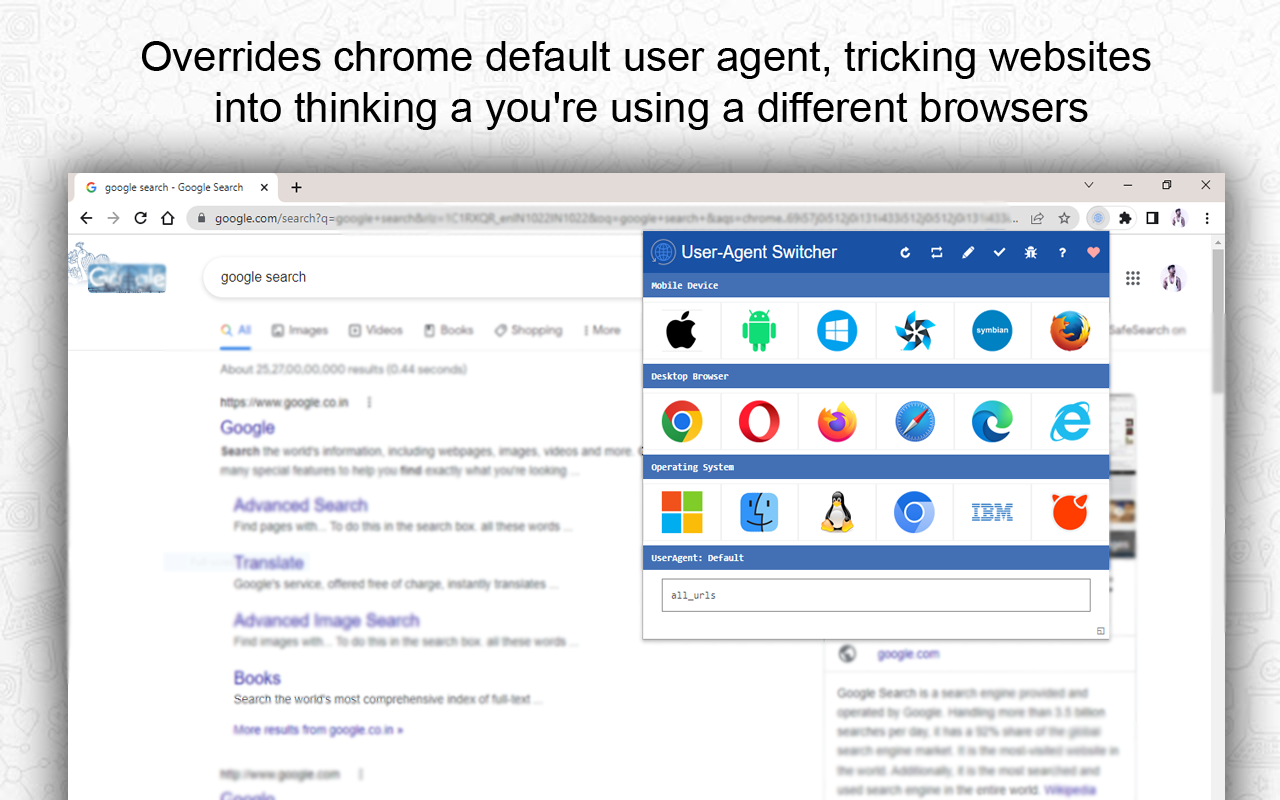 Overrides chrome default user agent, tricking websites
into thinking a you're using a different browsers
google search - Google Search
google.com/search?q=google+search&rlz=1C1RXQR_enIN1022IN1022&oq=google+search+&aqs=chrome
Google
google search
User-Agent Switcher
Mobile Device
symbian
All Images Videos Books Shopping More
SafeSearch on
About 25,27,00,00,000 results (0.44 seconds)
Desktop Browser
https://www.google.co.in
Google
Search the world's information, including webpages, images, videos and more.
many special features to help you find exactly what you're looking ...
Operating System
IBM
Advanced Search
Find pages with... To do this in the search box. all these words ...
UserAgent: Default
all_urls
Translate
Google's service, offered free of charge, instantly translates ...
Advanced Image Search
Find images with... To do this in the search box. all these words ...
Books
Search the world's most comprehensive index of full-text ...
More results from google.co.in »
http://www.google.com
Google
google.com
Google Search is a search engine provided and
operated by Google. Handling more than 3.5 billion
searches per day, it has a 92% share of the global
search engine market. It is the most-visited website in
the world. Additionally, it is the most searched and
used search engine in the entire world. Wikipedia